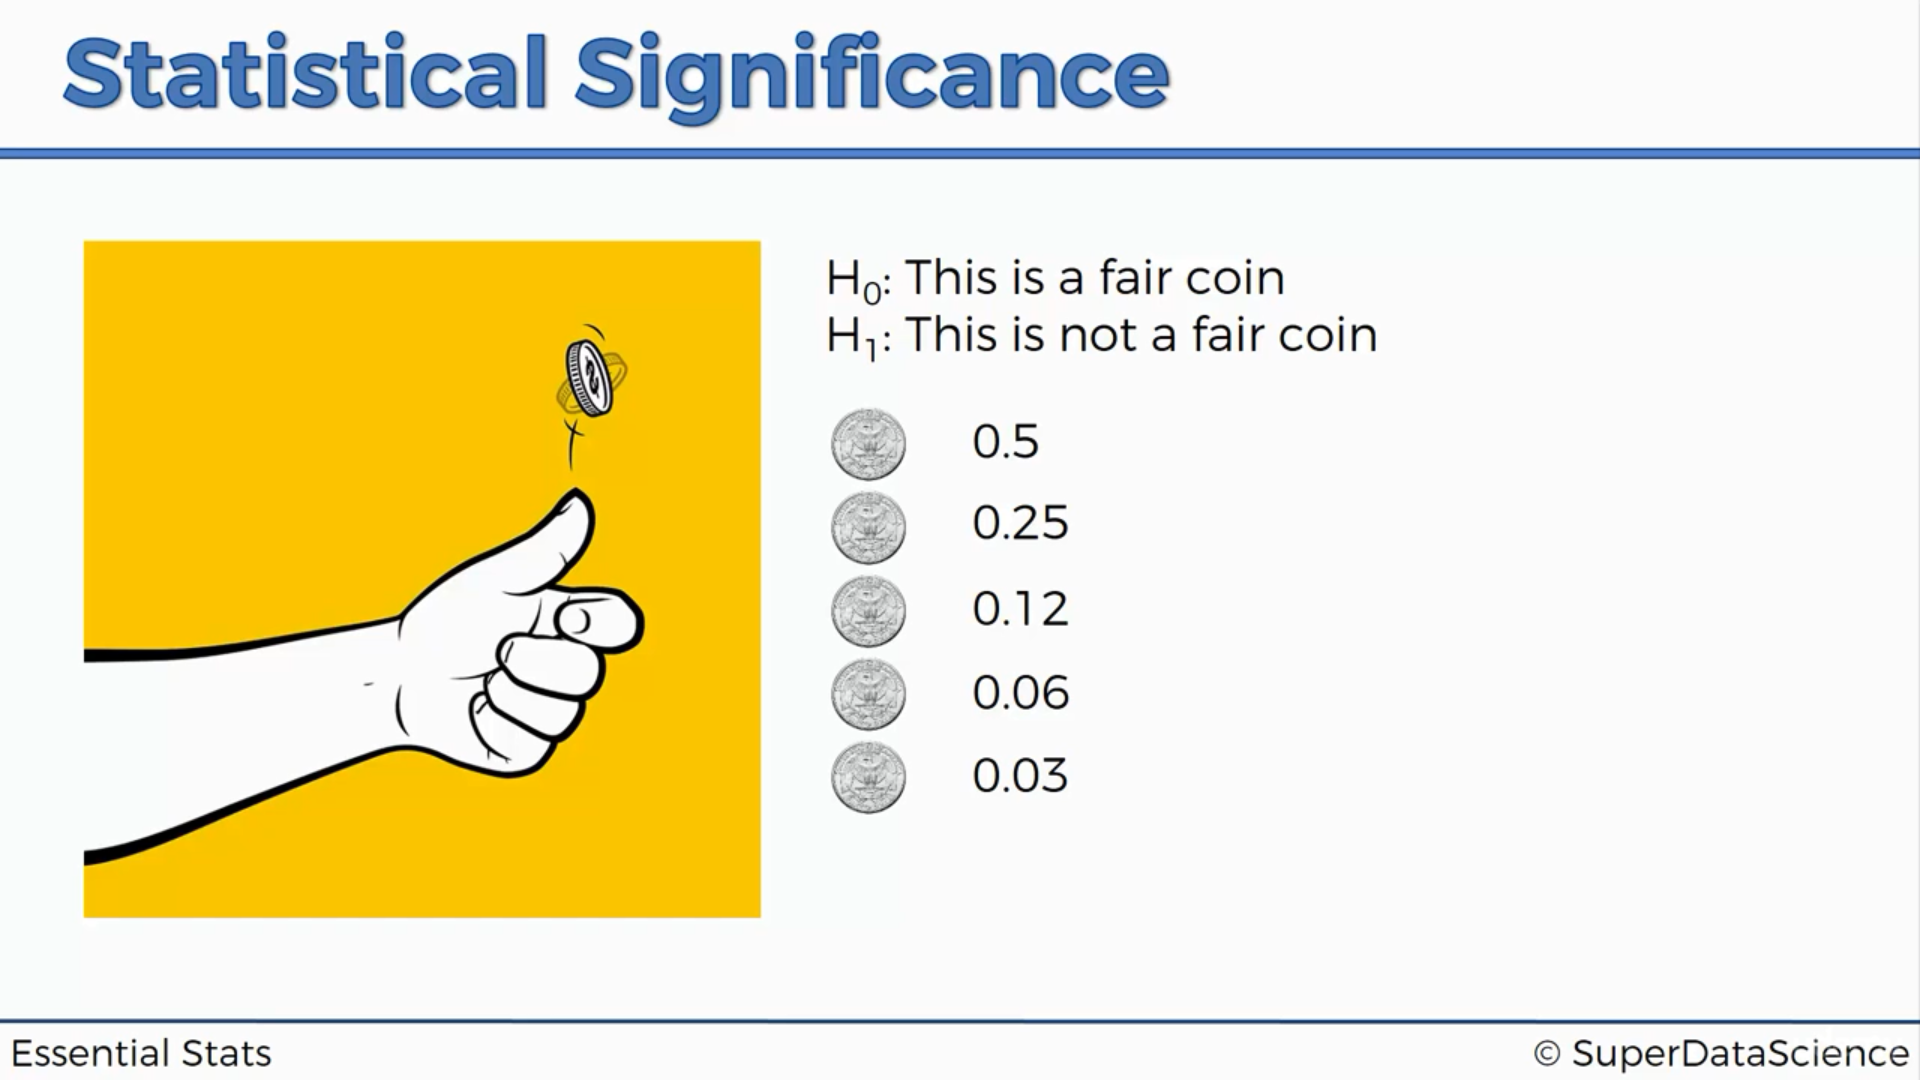 Statistical Significance
H₀: This is a fair coin
H₁: This is not a fair coin
0.5
0.25
0.12
0.06
0.03
Essential Stats
© SuperDataScience